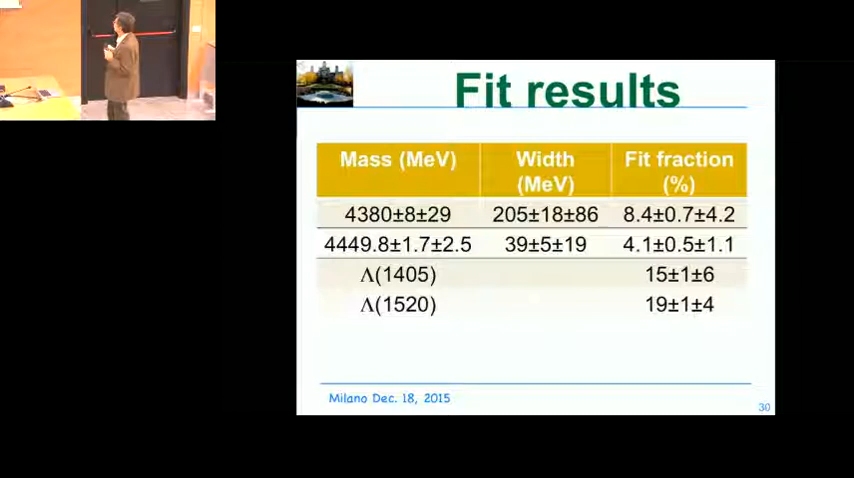 Fit results
Mass (MeV) Width (MeV) Fit fraction (%)
4380±8±29 205±18±86 8.4±0.7±4.2
4449.8±1.7±2.5 39±5±19 4.1±0.5±1.1
Λ(1405) 15±1±6
Λ(1520) 19±1±4
Milano Dec. 18, 2015
30